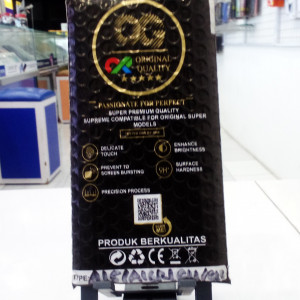 OG
ORIGINAL
QUALITY
PASSIONATE FOR PERFECT
SUPER PREMIUM QUALITY
SUPREME COMPATIBLE FOR ORIGINAL SUPER
MODELS
DELICATE
TOUCH
ENHANCE
BRIGHTNESS
PREVENT TO
SCREEN BURSTING
SURFACE
HARDNESS
PRECISION PROCESS
PRODUK BERKUALITAS
CE